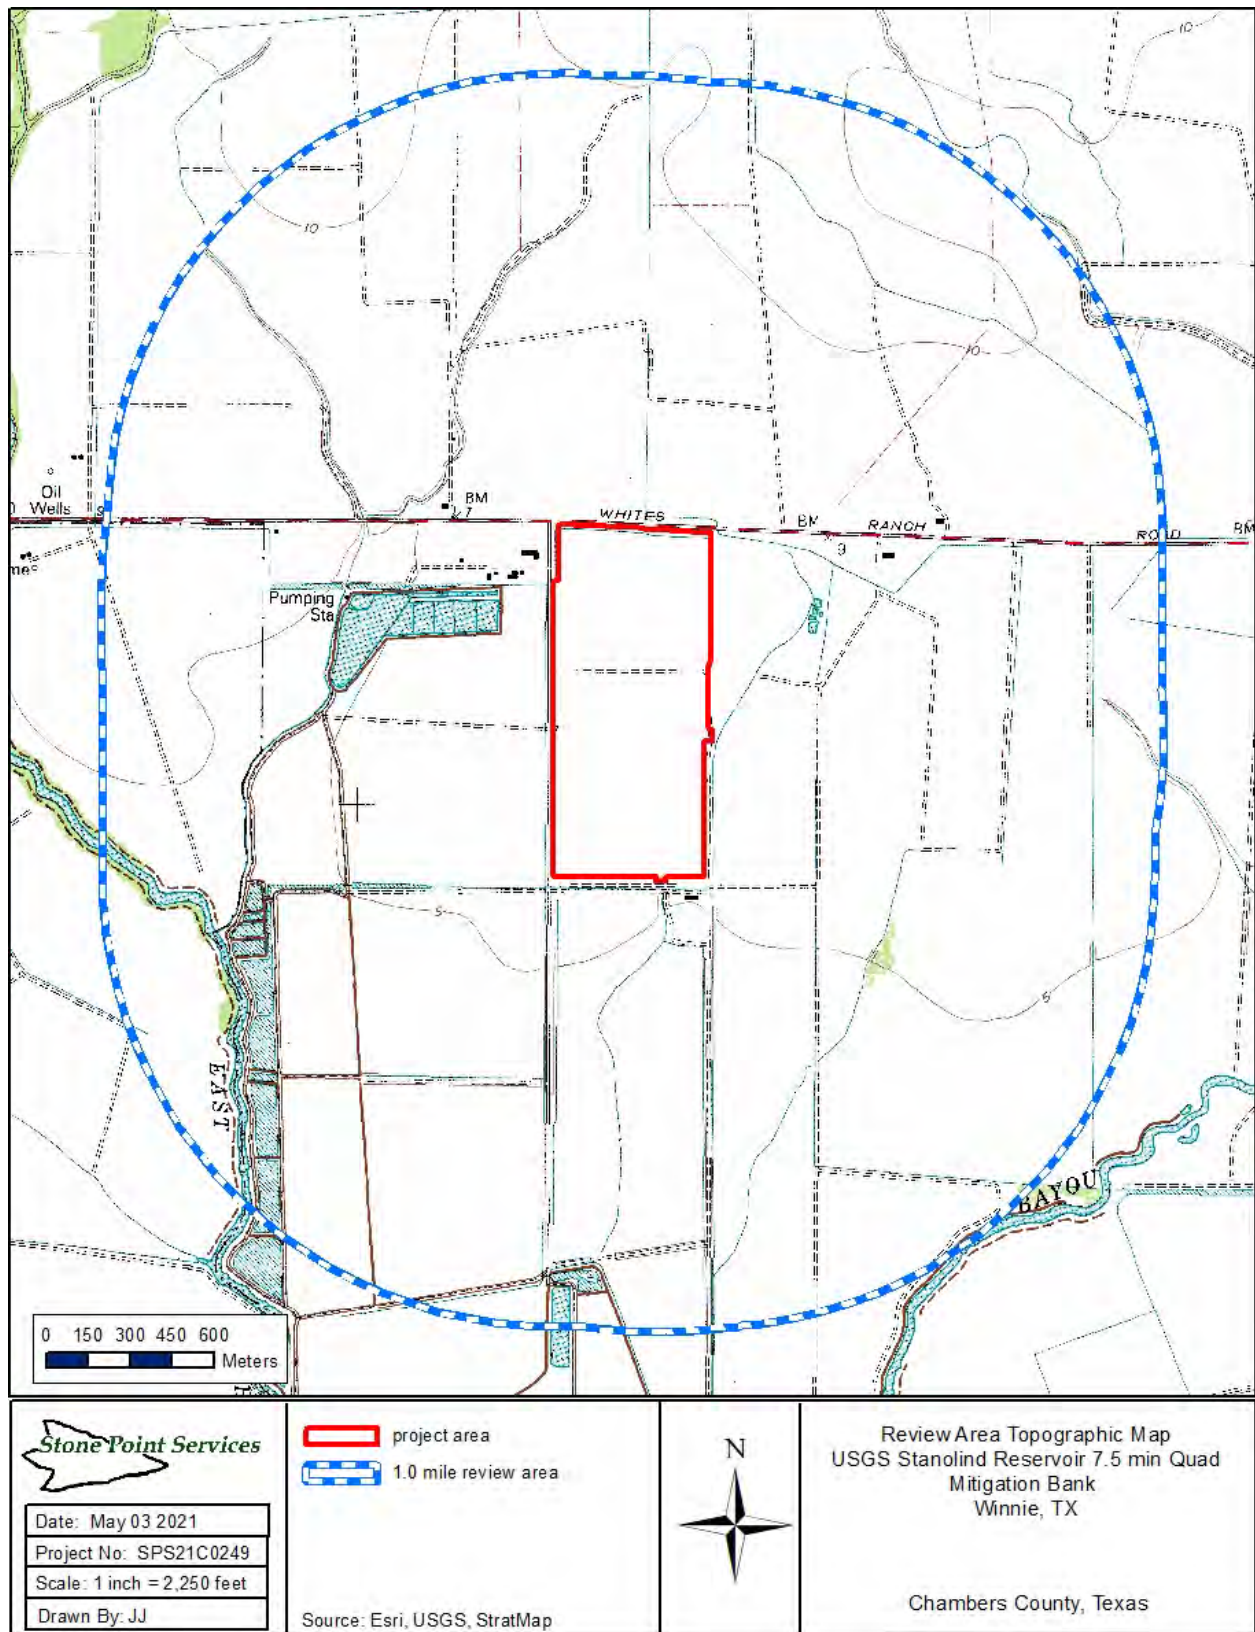 10
10
10
Oil
Wells
9
BM
7
WHITES
BM
9
RANCH
ROAD
BM
Pumping
Sta
5
5
EAST
BAYOU
0 150 300 450 600
Meters
Stone Point Services
Date: May 03 2021
Project No: SPS21C0249
Scale: 1 inch = 2,250 feet
Drawn By: JJ
project area
1.0 mile review area
Source: Esri, USGS, StratMap
N
Review Area Topographic Map
USGS Stanolind Reservoir 7.5 min Quad
Mitigation Bank
Winnie, TX
Chambers County, Texas